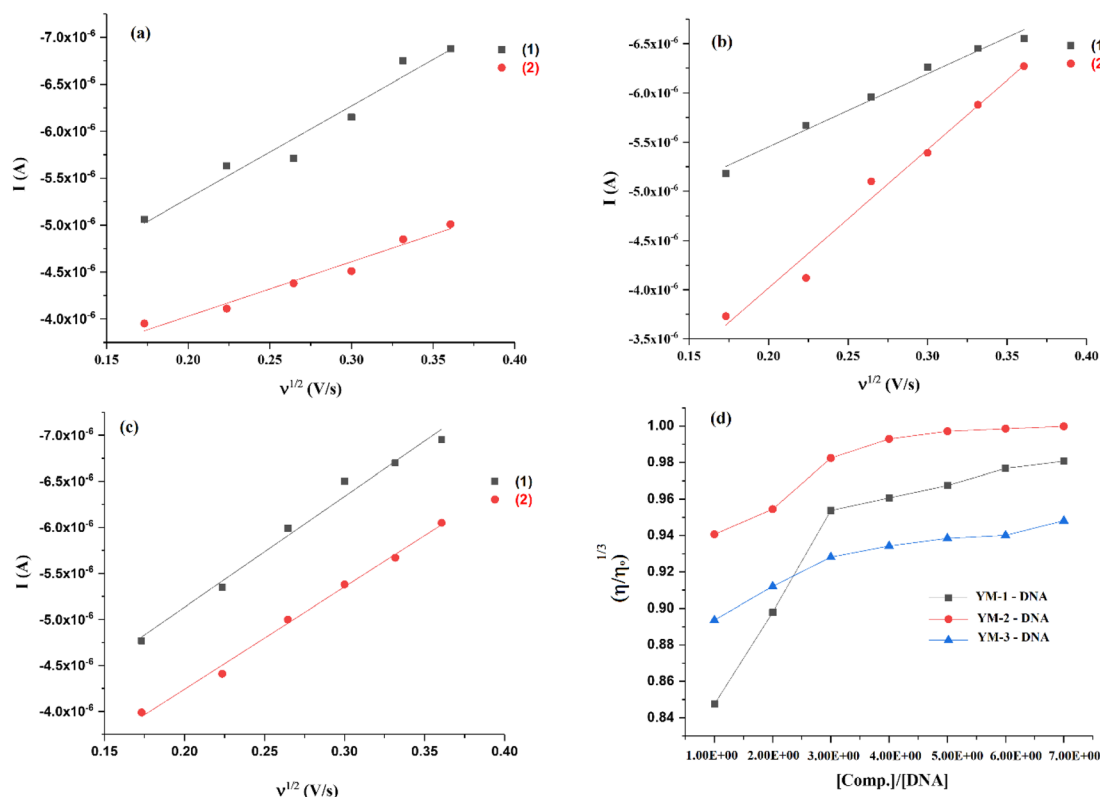 (a)
-7.0x10⁻⁶
-6.5x10⁻⁶
-6.0x10⁻⁶
-5.5x10⁻⁶
-5.0x10⁻⁶
-4.5x10⁻⁶
-4.0x10⁻⁶
I (A)
0.15 0.20 0.25 0.30 0.35 0.40
ν^1/2 (V/s)
(1)
(2)
(b)
-6.5x10⁻⁶
-6.0x10⁻⁶
-5.5x10⁻⁶
-5.0x10⁻⁶
-4.5x10⁻⁶
-4.0x10⁻⁶
-3.5x10⁻⁶
I (A)
0.15 0.20 0.25 0.30 0.35 0.40
ν^1/2 (V/s)
(1)
(2
(c)
-7.0x10⁻⁶
-6.5x10⁻⁶
-6.0x10⁻⁶
-5.5x10⁻⁶
-5.0x10⁻⁶
-4.5x10⁻⁶
-4.0x10⁻⁶
I (A)
0.15 0.20 0.25 0.30 0.35 0.40
ν^1/2 (V/s)
(1)
(2)
(d)
1.00
0.98
0.96
0.94
0.92
0.90
0.88
0.86
0.84
(η/η₀)^1/3
YM-1 - DNA
YM-2 - DNA
YM-3 - DNA
1.00E+00 2.00E+00 3.00E+00 4.00E+00 5.00E+00 6.00E+00 7.00E+00
[Comp.]/[DNA]